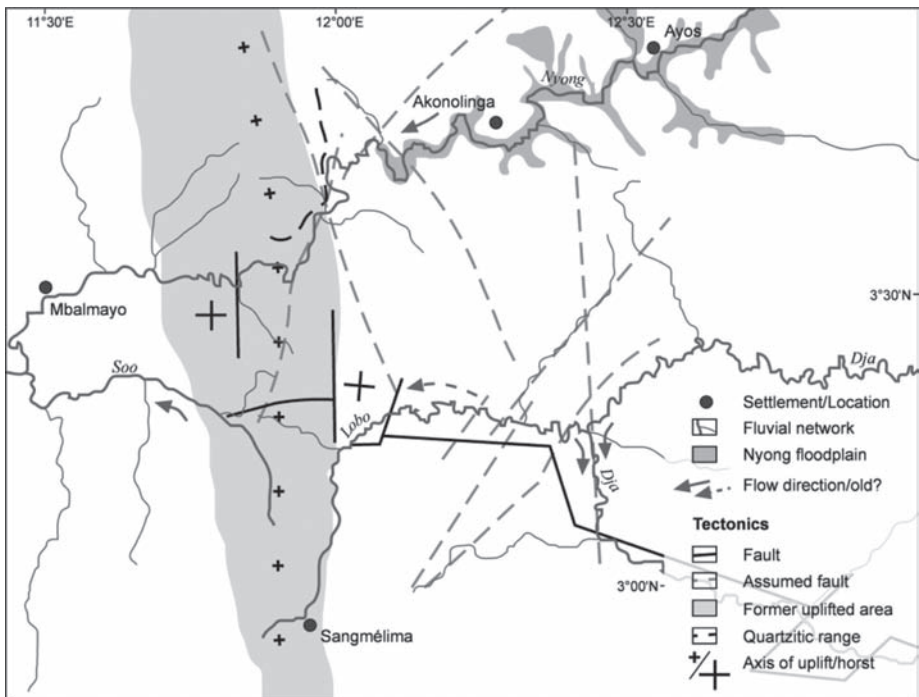 11°30'E
12°00'E
12°30'E
Ayos
Nyong
Akonolinga
3°30'N
Mbalmayo
Soo
Dja
Lobo
Dja
3°00'N
Sangmélima
Settlement/Location
Fluvial network
Nyong floodplain
Flow direction/old?
Tectonics
Fault
Assumed fault
Former uplifted area
Quartzitic range
Axis of uplift/horst